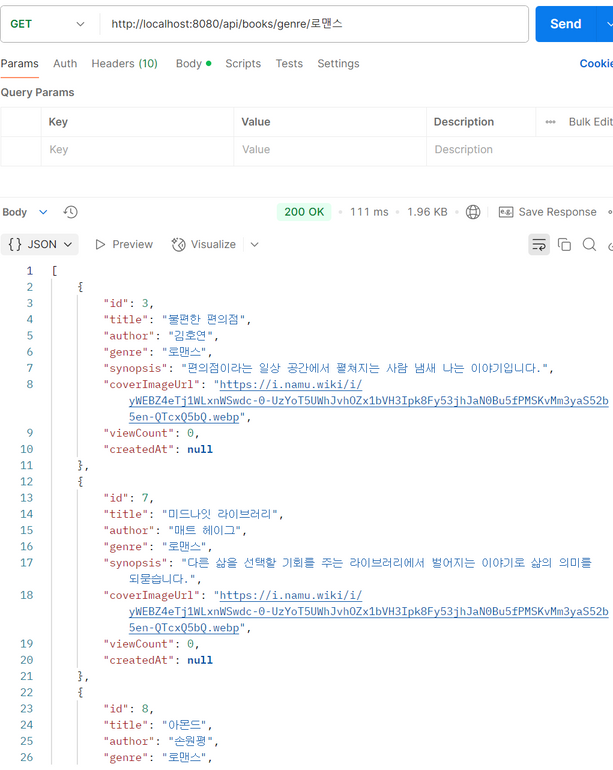 GET http://localhost:8080/api/books/genre/로맨스 Send
Params Auth Headers (10) Body Scripts Tests Settings Cookie
Query Params
Key Value Description Bulk Edit
Key Value Description
Body 200 OK 111 ms 1.96 KB e.g. Save Response
{} JSON Preview Visualize
1 [
2 {
3 "id": 3,
4 "title": "불편한 편의점",
5 "author": "김호연",
6 "genre": "로맨스",
7 "synopsis": "편의점이라는 일상 공간에서 펼쳐지는 사람 냄새 나는 이야기입니다.",
8 "coverImageUrl": "https://i.namu.wiki/i/
yWEBZ4eTj1WLxnWSwdc-0-UzYoT5UWhJvhOZx1bVH3Ipk8Fy53jhJaN0Bu5fPMSKvMm3yaS52b
5en-QTcxQ5bQ.webp",
9 "viewCount": 0,
10 "createdAt": null
11 },
12 {
13 "id": 7,
14 "title": "미드나잇 라이브러리",
15 "author": "매트 헤이그",
16 "genre": "로맨스",
17 "synopsis": "다른 삶을 선택할 기회를 주는 라이브러리에서 벌어지는 이야기로 삶의 의미를
되묻습니다.",
18 "coverImageUrl": "https://i.namu.wiki/i/
yWEBZ4eTj1WLxnWSwdc-0-UzYoT5UWhJvhOZx1bVH3Ipk8Fy53jhJaN0Bu5fPMSKvMm3yaS52b
5en-QTcxQ5bQ.webp",
19 "viewCount": 0,
20 "createdAt": null
21 },
22 {
23 "id": 8,
24 "title": "아몬드",
25 "author": "손원평",
26 "genre": "로맨스",